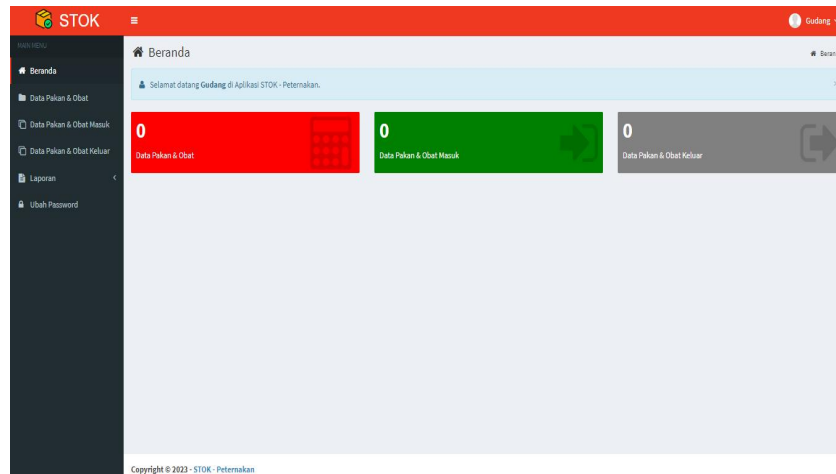 STOK
Gudang
MAIN MENU
Beranda
Data Pakan & Obat
Data Pakan & Obat Masuk
Data Pakan & Obat Keluar
Laporan
Ubah Password
Beranda
Beran
Selamat datang Gudang di Aplikasi STOK - Peternakan.
0
Data Pakan & Obat
0
Data Pakan & Obat Masuk
0
Data Pakan & Obat Keluar
Copyright © 2023 - STOK - Peternakan